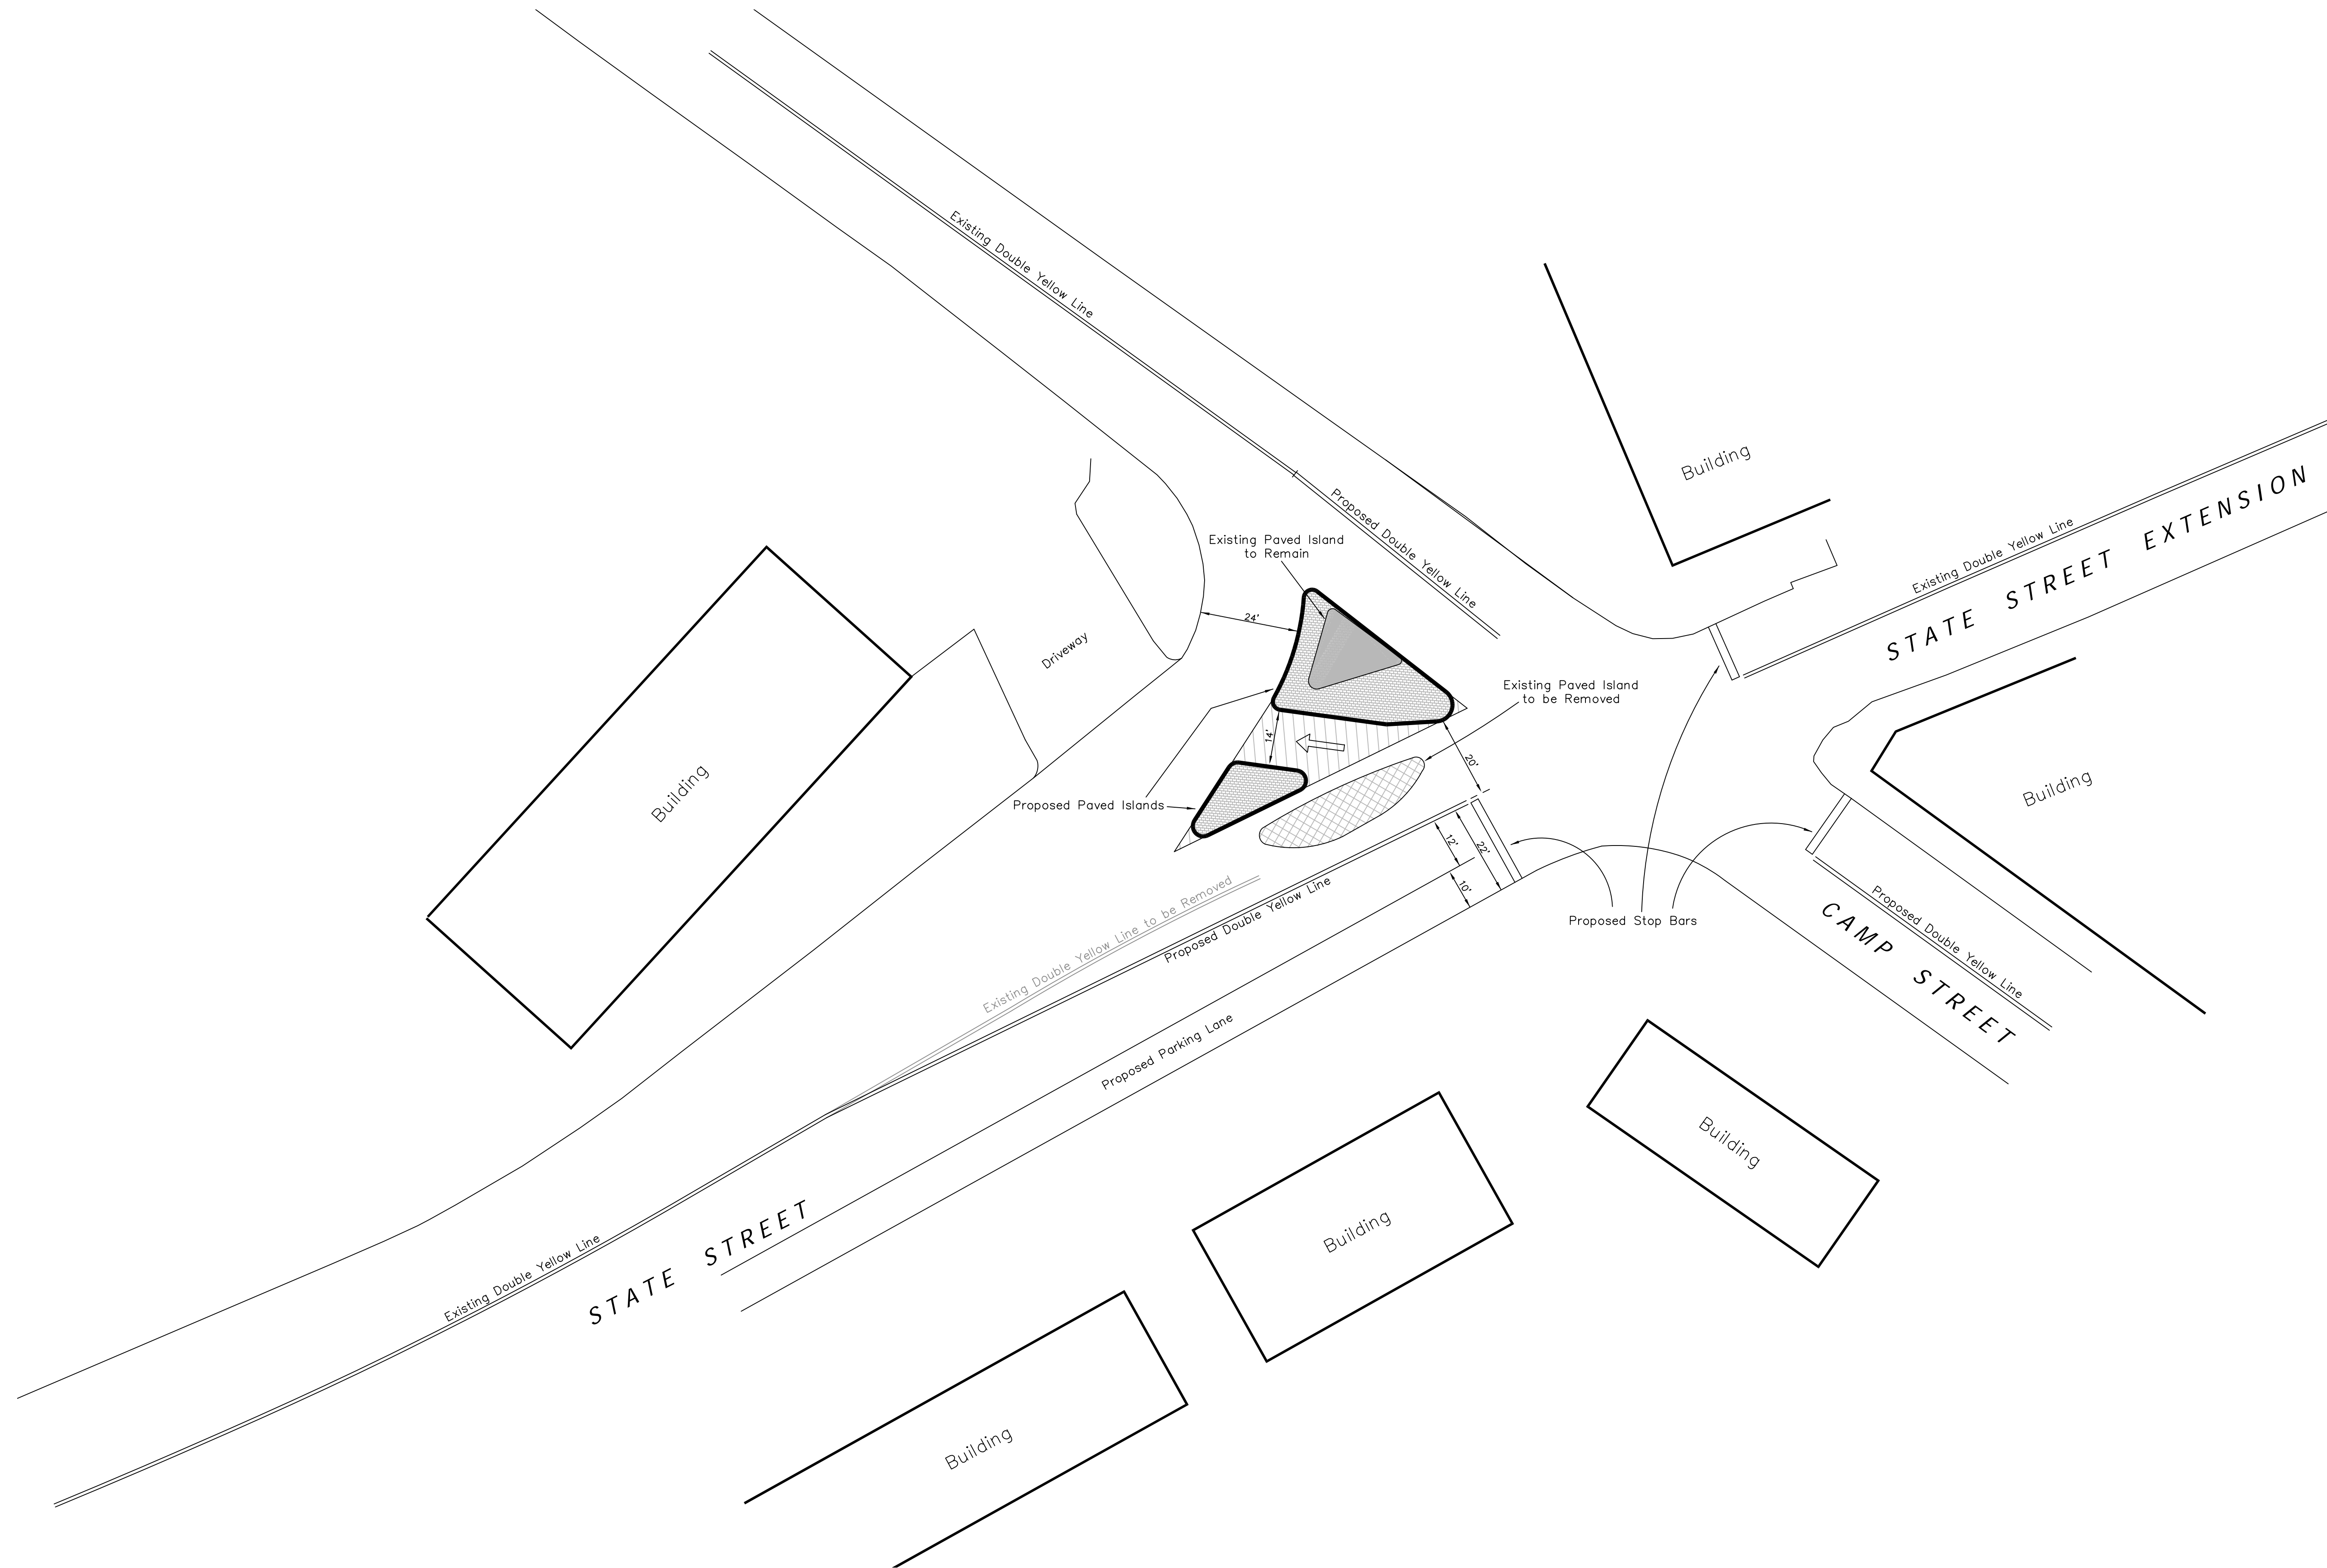 Existing Double Yellow Line
Building
STATE STREET EXTENSION
Existing Double Yellow Line
Proposed Double Yellow Line
Existing Paved Island
to Remain
24'
Driveway
Existing Paved Island
to be Removed
14'
20'
Building
Building
Proposed Paved Islands
12'
22'
10'
Existing Double Yellow Line to be Removed
Proposed Double Yellow Line
Proposed Stop Bars
Proposed Double Yellow Line
CAMP STREET
Proposed Parking Lane
Building
STATE STREET
Existing Double Yellow Line
Building
Building